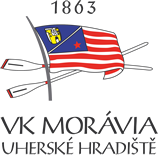 1863
VK MORÁVIA
UHERSKÉ HRADIŠTĚ